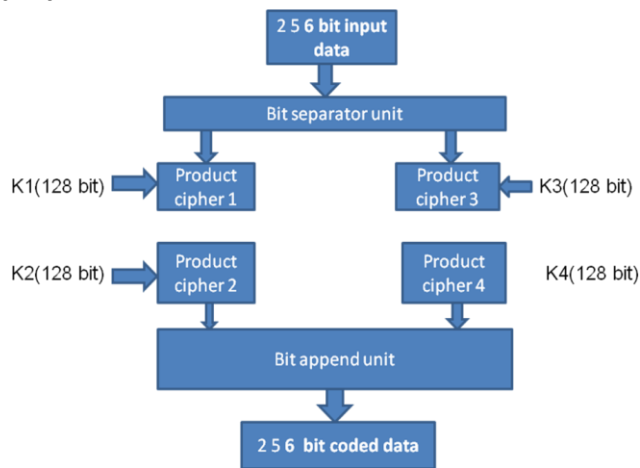 2 5 6 bit input
data
Bit separator unit
K1(128 bit)
Product
cipher 1
Product
cipher 3
K3(128 bit)
K2(128 bit)
Product
cipher 2
Product
cipher 4
K4(128 bit)
Bit append unit
2 5 6 bit coded data